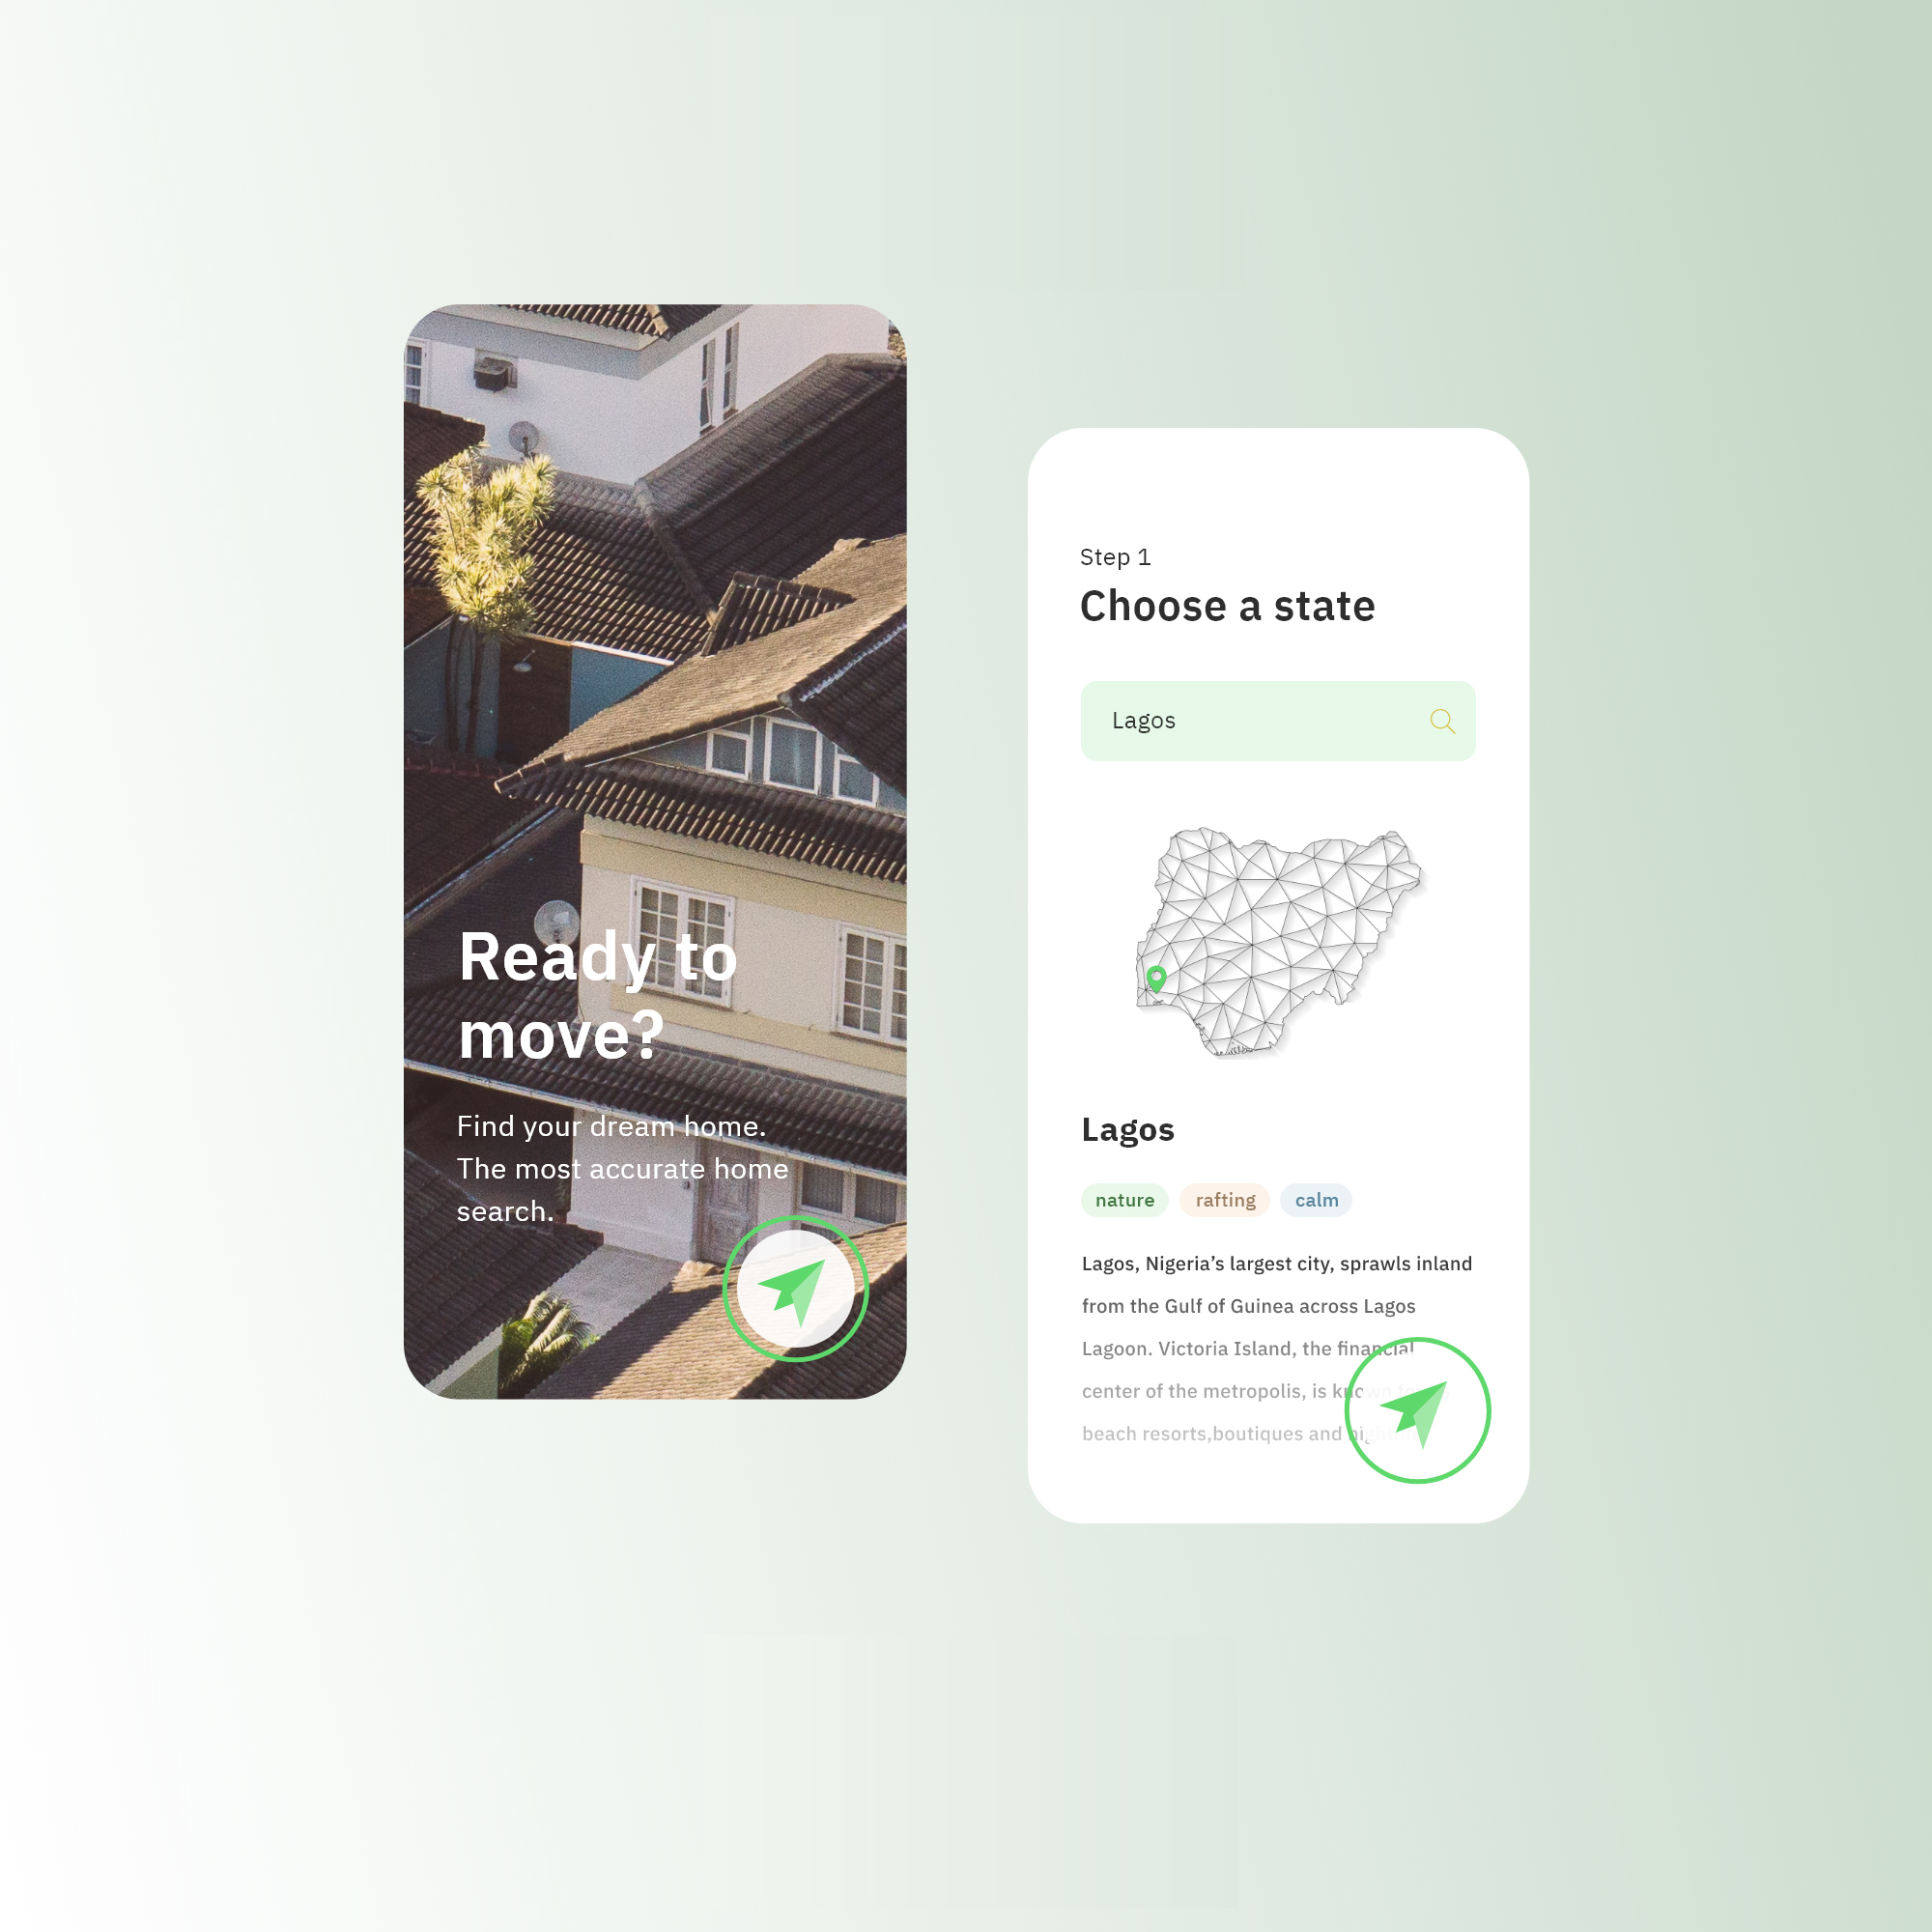 Ready to
move?
Find your dream home.
The most accurate home
search.
Step 1
Choose a state
Lagos
Lagos
nature
rafting
calm
Lagos, Nigeria’s largest city, sprawls inland
from the Gulf of Guinea across Lagos
Lagoon. Victoria Island, the financial
center of the metropolis, is known for
beach resorts,boutiques and